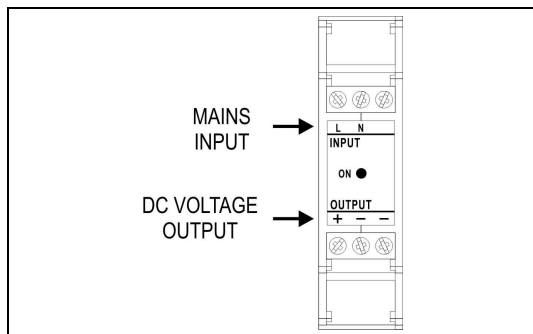 MAINS
INPUT
L N
INPUT
ON
OUTPUT
+ − −
DC VOLTAGE
OUTPUT